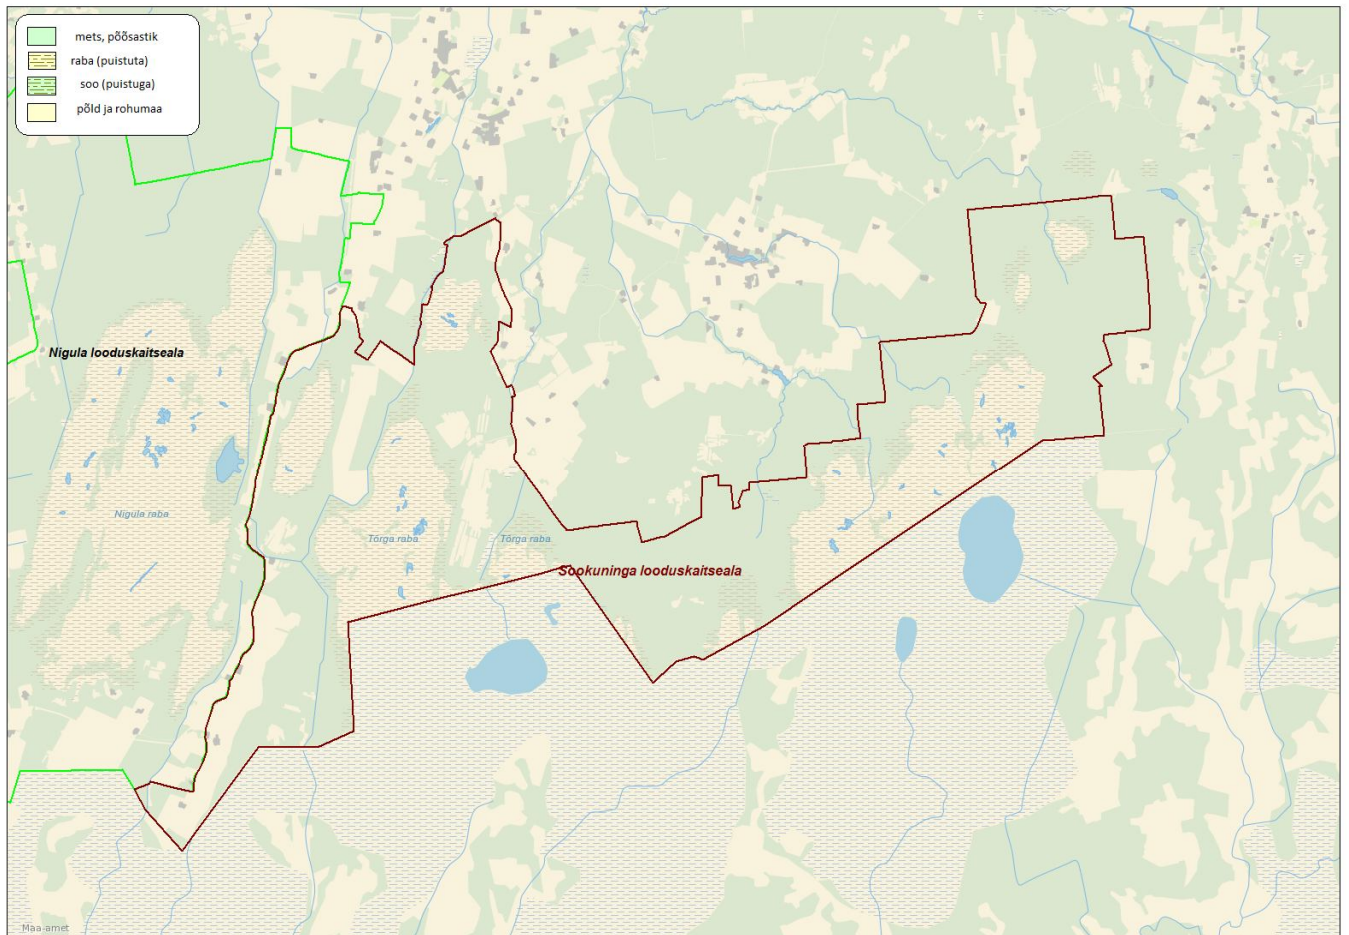 mets, põõsastik
raba (puistuta)
soo (puistuga)
põld ja rohumaa
Nigula looduskaitseala
Nigula raba
Tõrga raba
Tõrga raba
Sookuninga looduskaitseala
Maa-amet